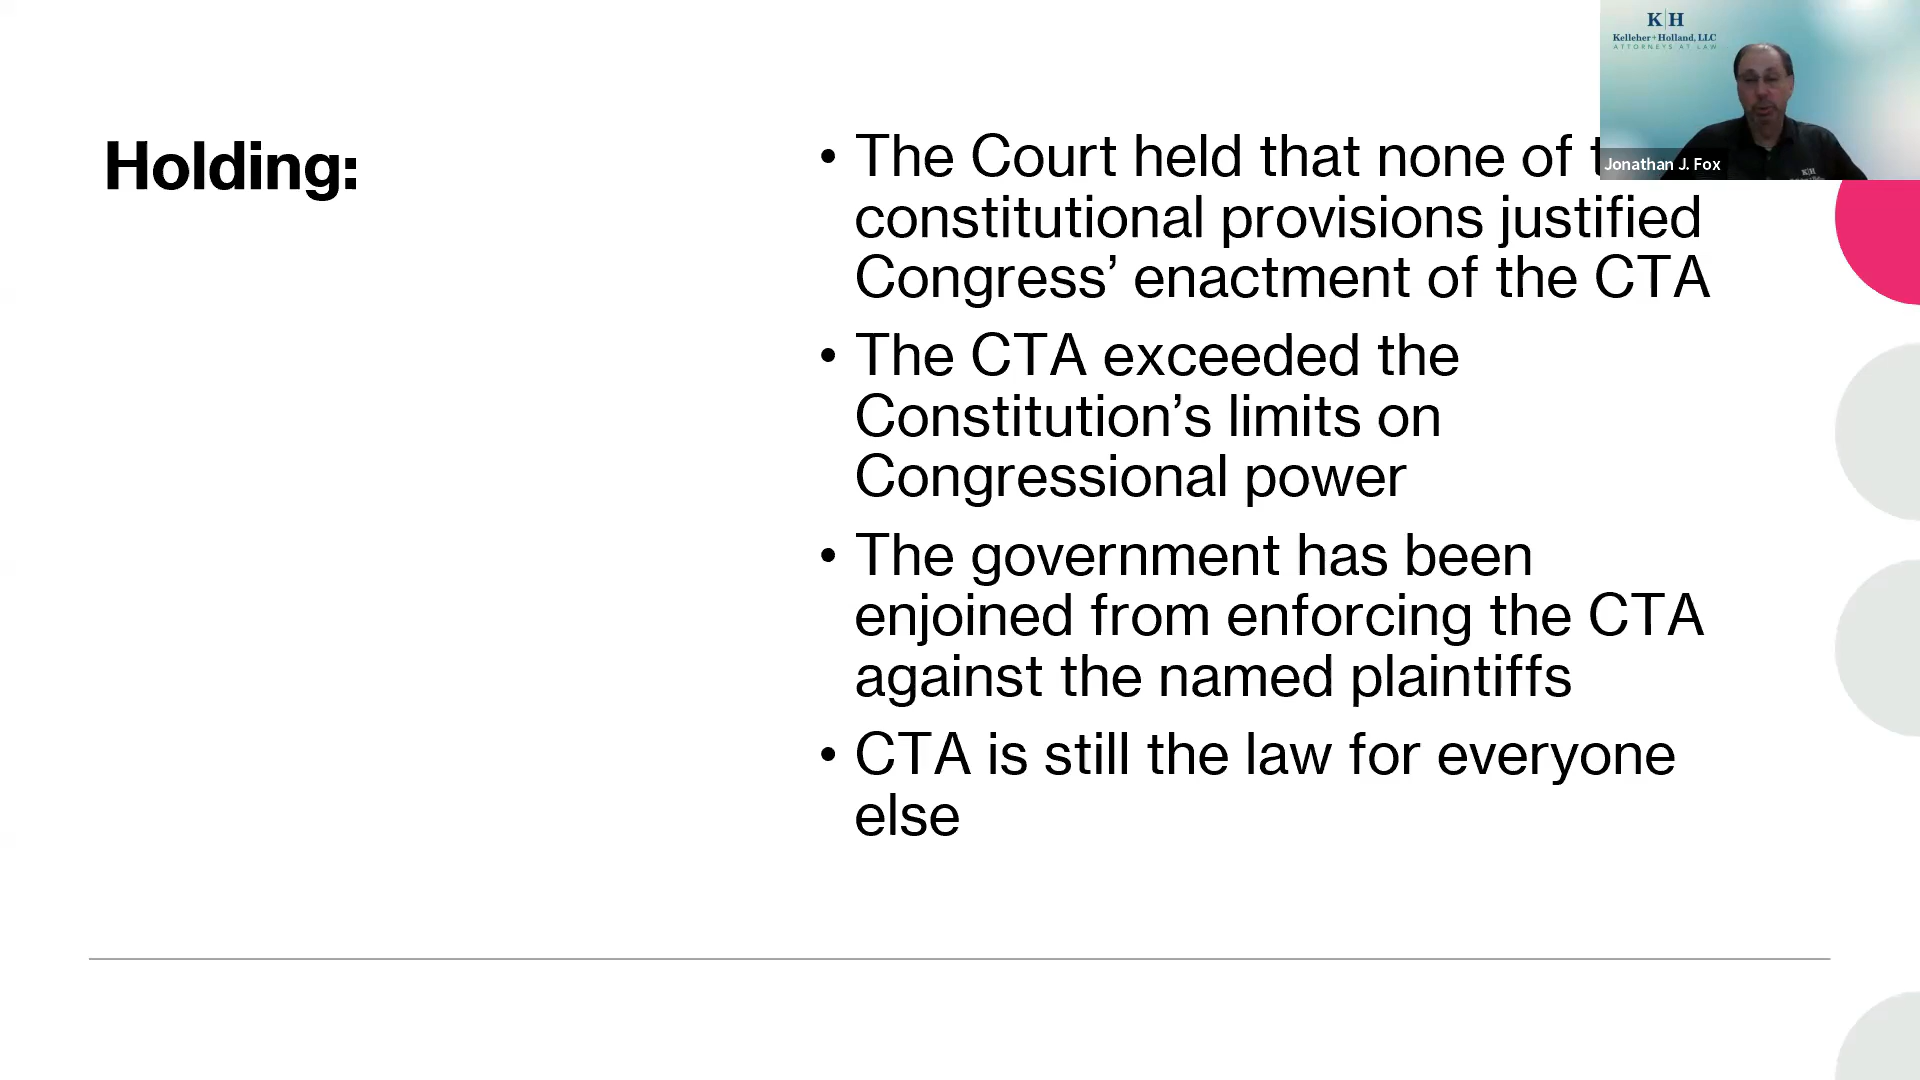 K H
Kelleher + Holland, LLC
ATTORNEYS AT LAW
Jonathan J. Fox
Holding:
• The Court held that none of
constitutional provisions justified
Congress’ enactment of the CTA
• The CTA exceeded the
Constitution’s limits on
Congressional power
• The government has been
enjoined from enforcing the CTA
against the named plaintiffs
• CTA is still the law for everyone
else